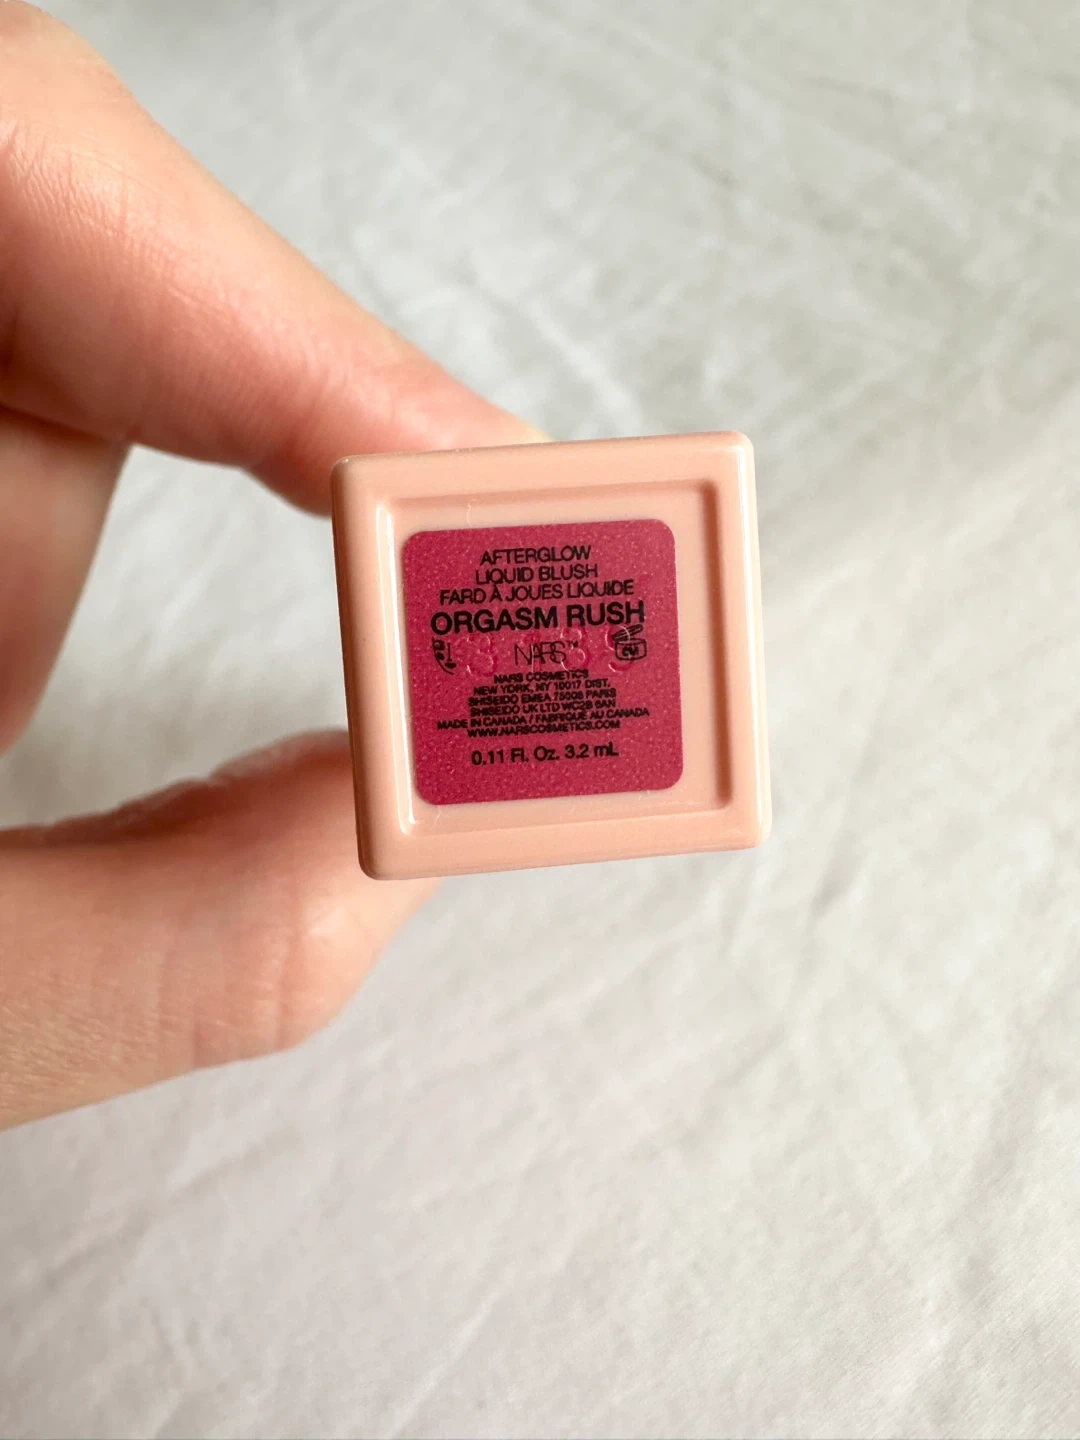 AFTERGLOW
LIQUID BLUSH
FARD À JOUES LIQUIDE
ORGASM RUSH
NARS™
NARS COSMETICS
NEW YORK, NY 10017 DIST.
SHISEIDO EMEA 75008 PARIS
SHISEIDO UK LTD WC2B 6AN
MADE IN CANADA / FABRIQUÉ AU CANADA
WWW.NARSCOSMETICS.COM
0.11 Fl. Oz. 3.2 mL